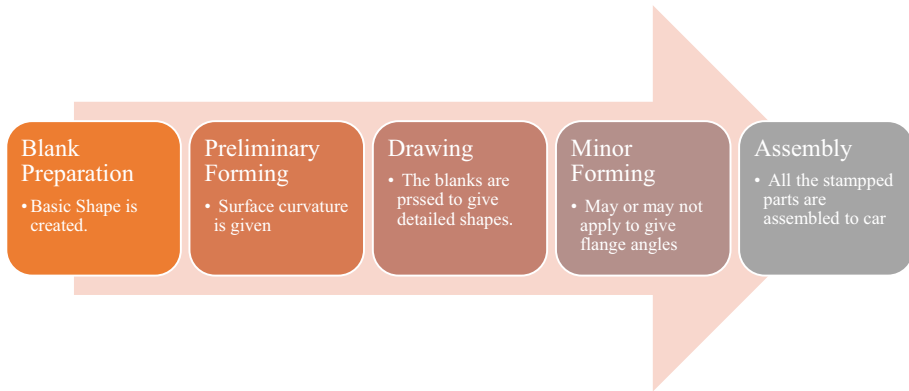 Blank
Preparation
•Basic Shape is
created.
Preliminary
Forming
• Surface curvature
is given
Drawing
• The blanks are
prssed to give
detailed shapes.
Minor
Forming
• May or may not
apply to give
flange angles
Assembly
• All the stampped
parts are
assembled to car